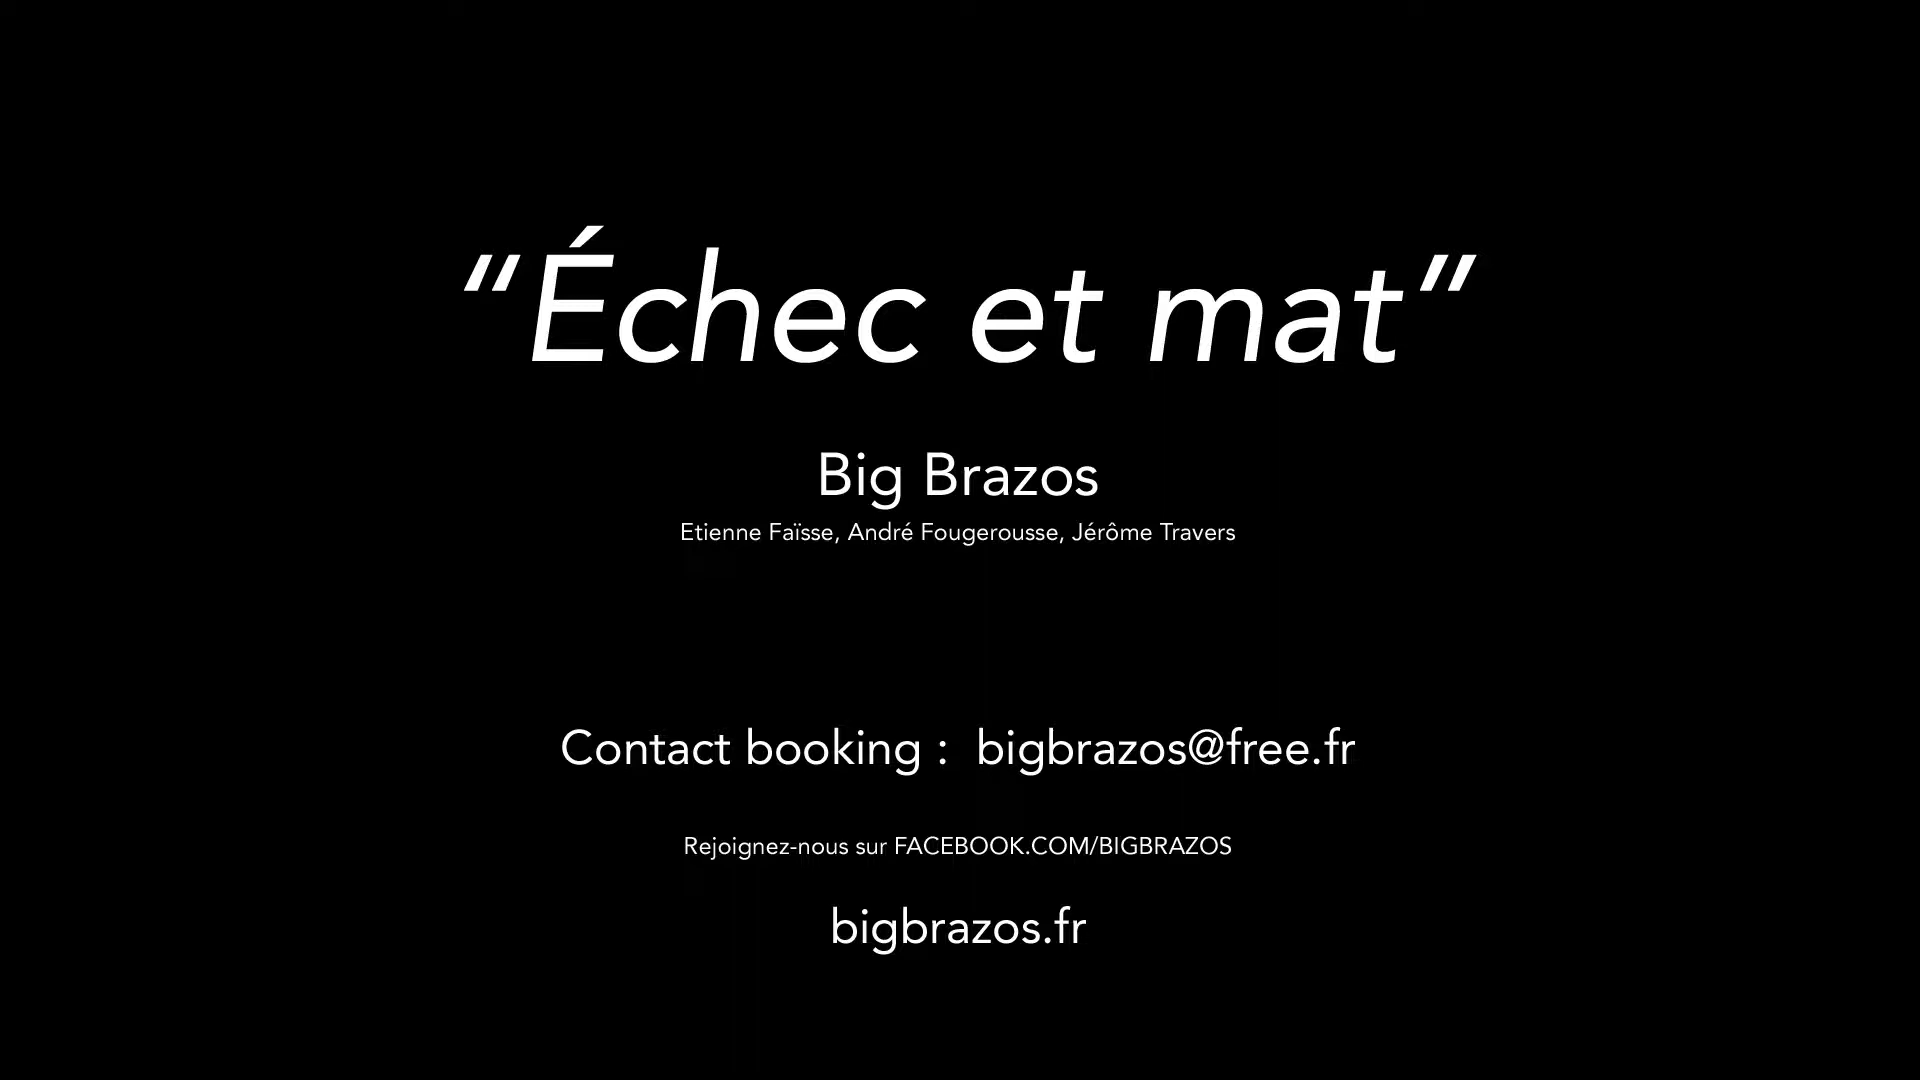 “Échec et mat”
Big Brazos
Etienne Faïsse, André Fougerousse, Jérôme Travers
Contact booking :  bigbrazos@free.fr
Rejoignez-nous sur FACEBOOK.COM/BIGBRAZOS
bigbrazos.fr